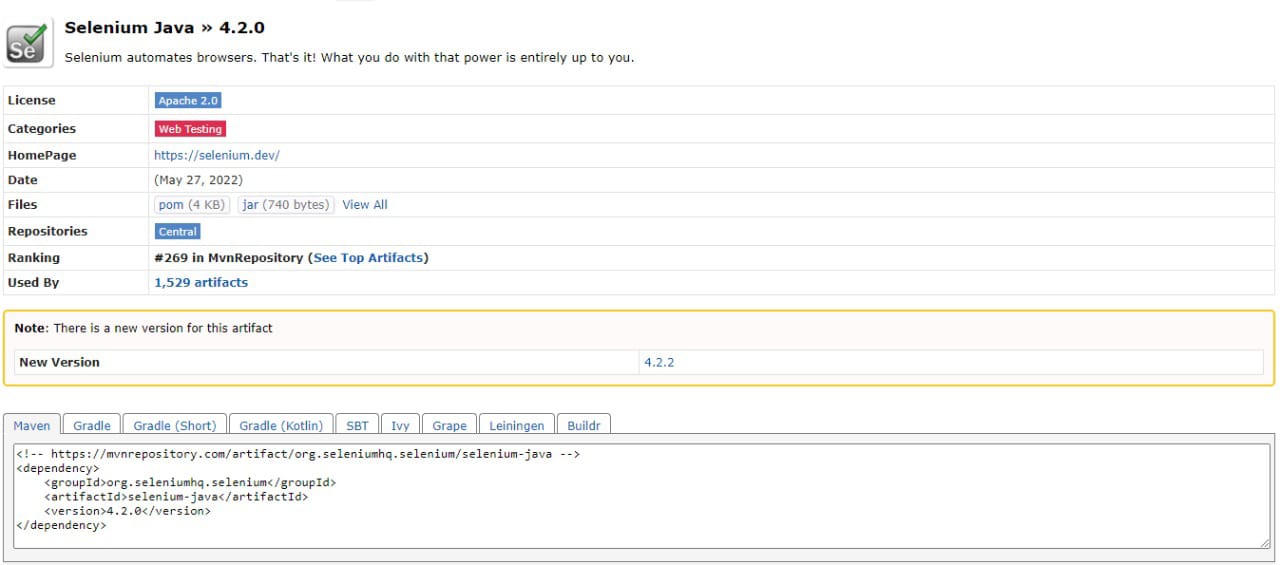 Se
Selenium Java » 4.2.0
Selenium automates browsers. That's it! What you do with that power is entirely up to you.
License Apache 2.0
Categories Web Testing
HomePage https://selenium.dev/
Date (May 27, 2022)
Files pom (4 KB) jar (740 bytes) View All
Repositories Central
Ranking #269 in MvnRepository (See Top Artifacts)
Used By 1,529 artifacts
Note: There is a new version for this artifact
New Version 4.2.2
Maven Gradle Gradle (Short) Gradle (Kotlin) SBT Ivy Grape Leiningen Buildr
<!-- https://mvnrepository.com/artifact/org.seleniumhq.selenium/selenium-java -->
<dependency>
    <groupId>org.seleniumhq.selenium</groupId>
    <artifactId>selenium-java</artifactId>
    <version>4.2.0</version>
</dependency>